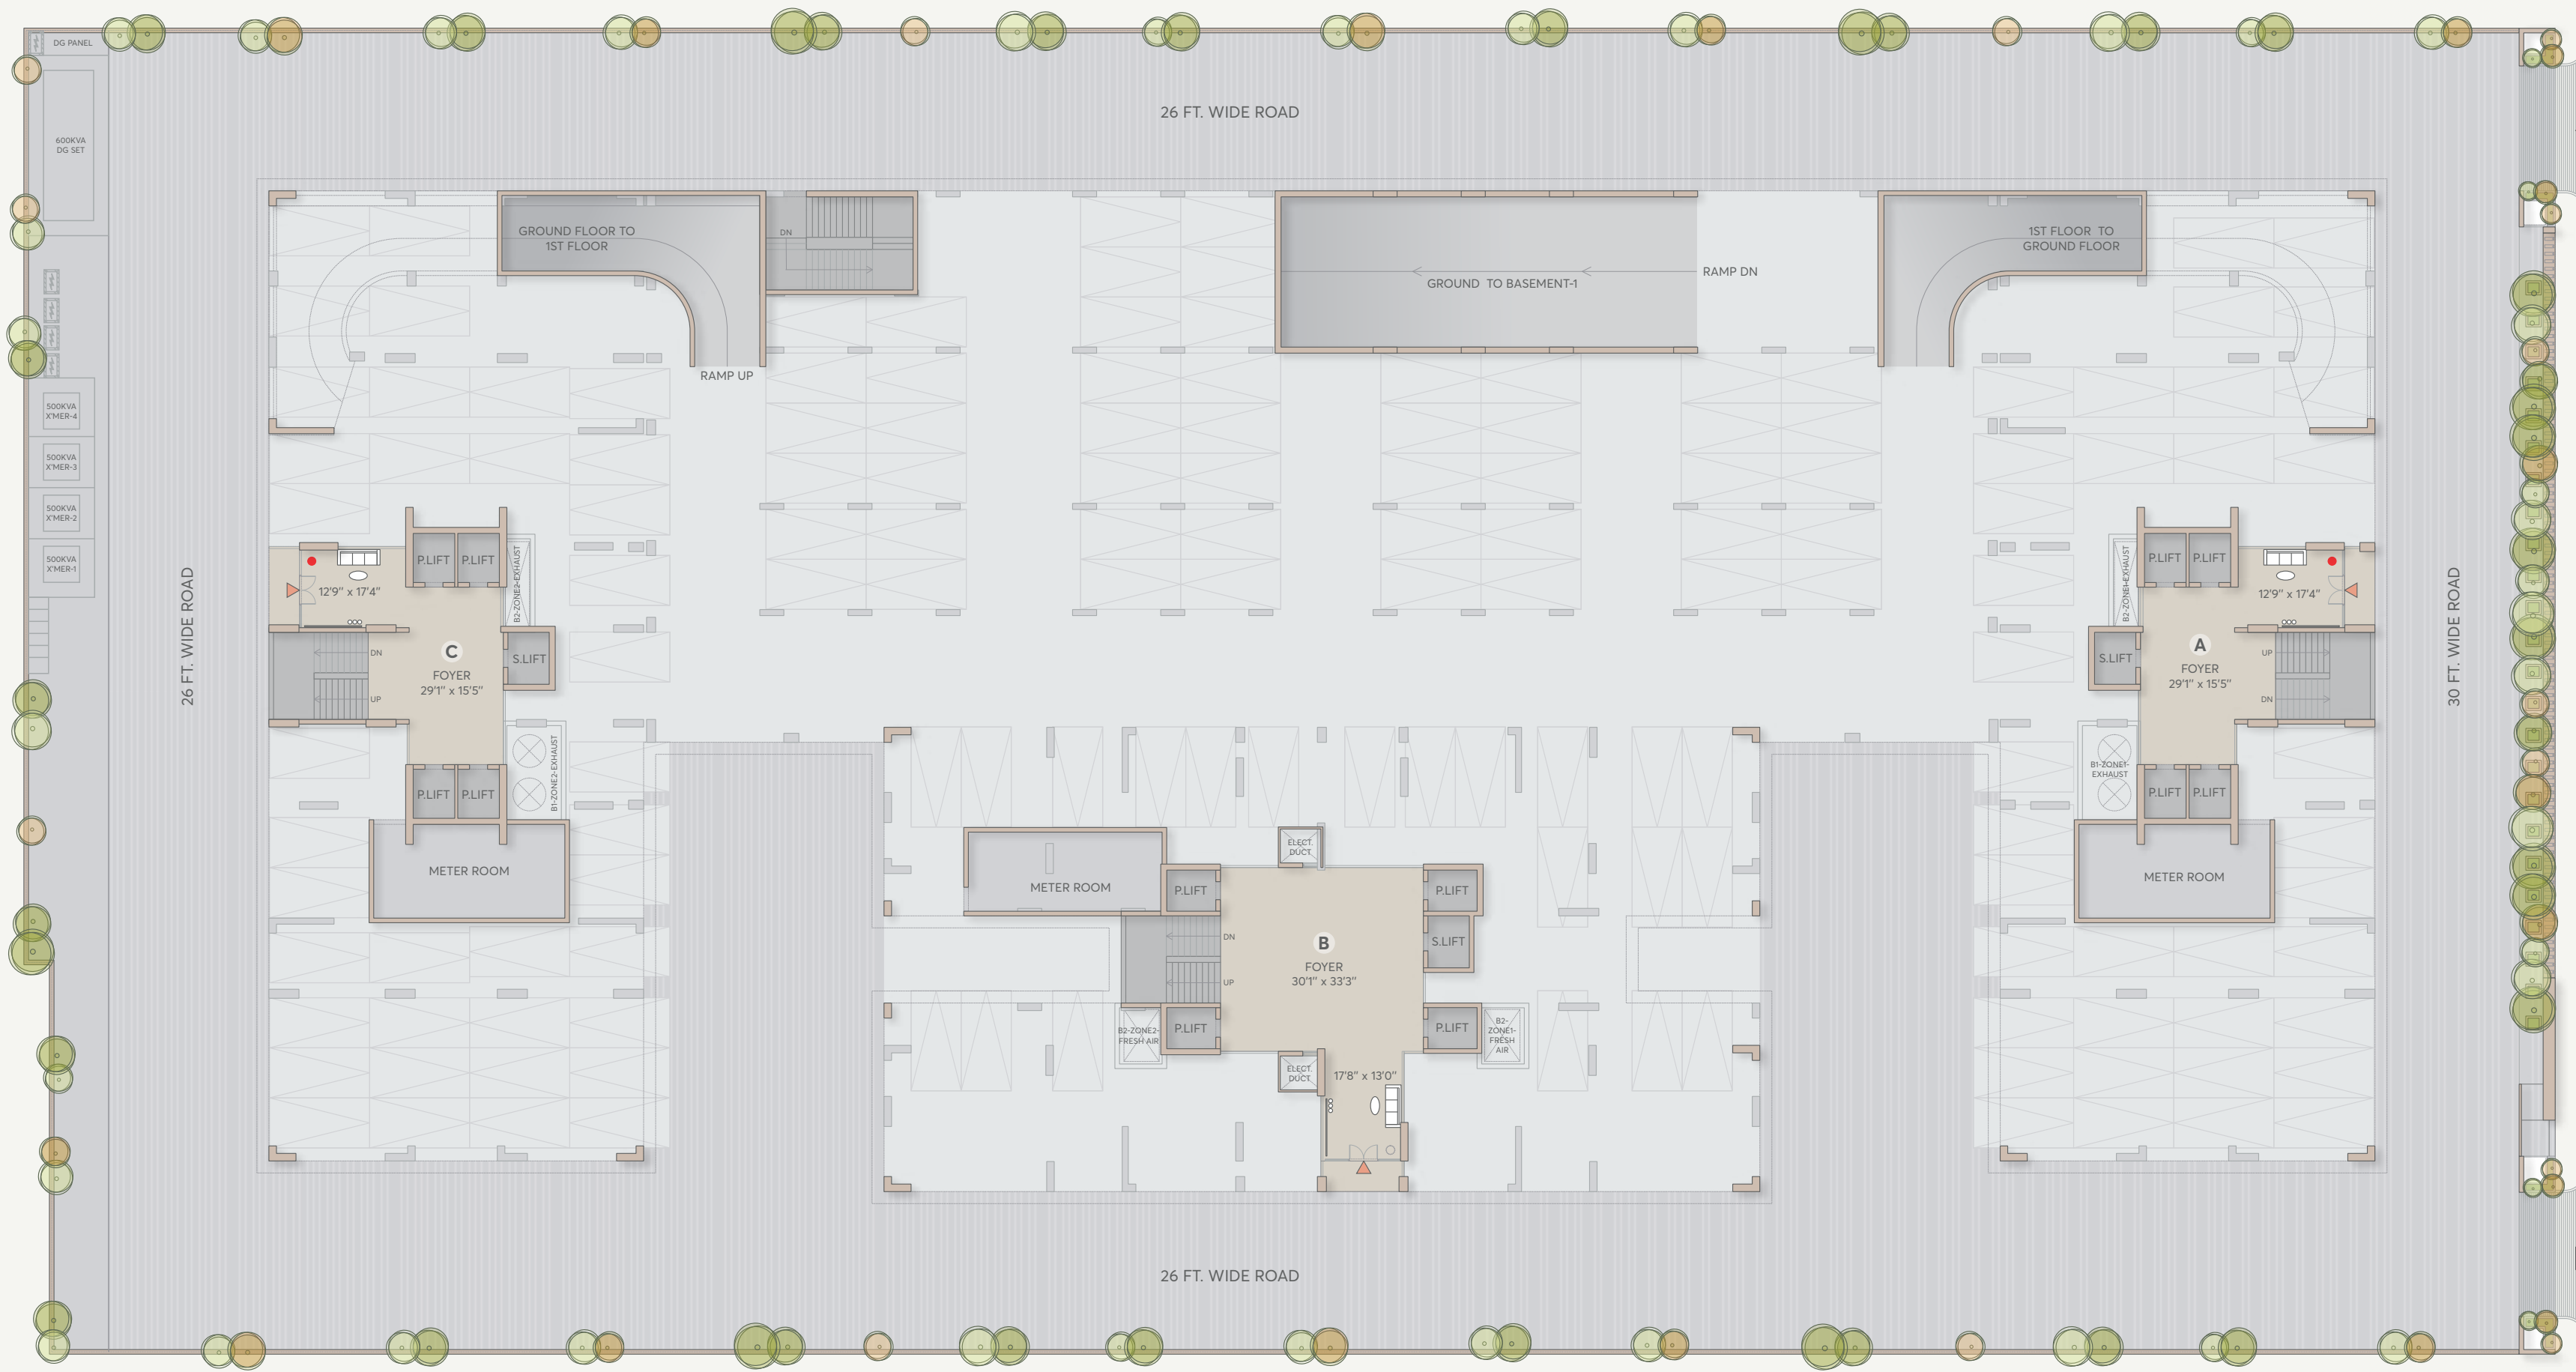 DG PANEL
600KVA
DG SET
26 FT. WIDE ROAD
GROUND FLOOR TO
1ST FLOOR
DN
RAMP UP
GROUND TO BASEMENT-1
RAMP DN
1ST FLOOR TO
GROUND FLOOR
500KVA
X'MER-4
500KVA
X'MER-3
500KVA
X'MER-2
500KVA
X'MER-1
26 FT. WIDE ROAD
P.LIFT
P.LIFT
12'9" x 17'4"
B2-ZONE2-EXHAUST
C
FOYER
29'1" x 15'5"
DN
UP
S.LIFT
B1-ZONE2-EXHAUST
P.LIFT
P.LIFT
METER ROOM
P.LIFT
P.LIFT
12'9" x 17'4"
B2-ZONE1-EXHAUST
S.LIFT
A
FOYER
29'1" x 15'5"
UP
DN
B1-ZONE1-
EXHAUST
P.LIFT
P.LIFT
METER ROOM
30 FT. WIDE ROAD
ELECT.
DUCT
METER ROOM
P.LIFT
P.LIFT
DN
UP
B
FOYER
30'1" x 33'3"
S.LIFT
B2-ZONE2-
FRESH AIR
P.LIFT
P.LIFT
B2-
ZONE1-
FRESH
AIR
ELECT.
DUCT
17'8" x 13'0"
26 FT. WIDE ROAD